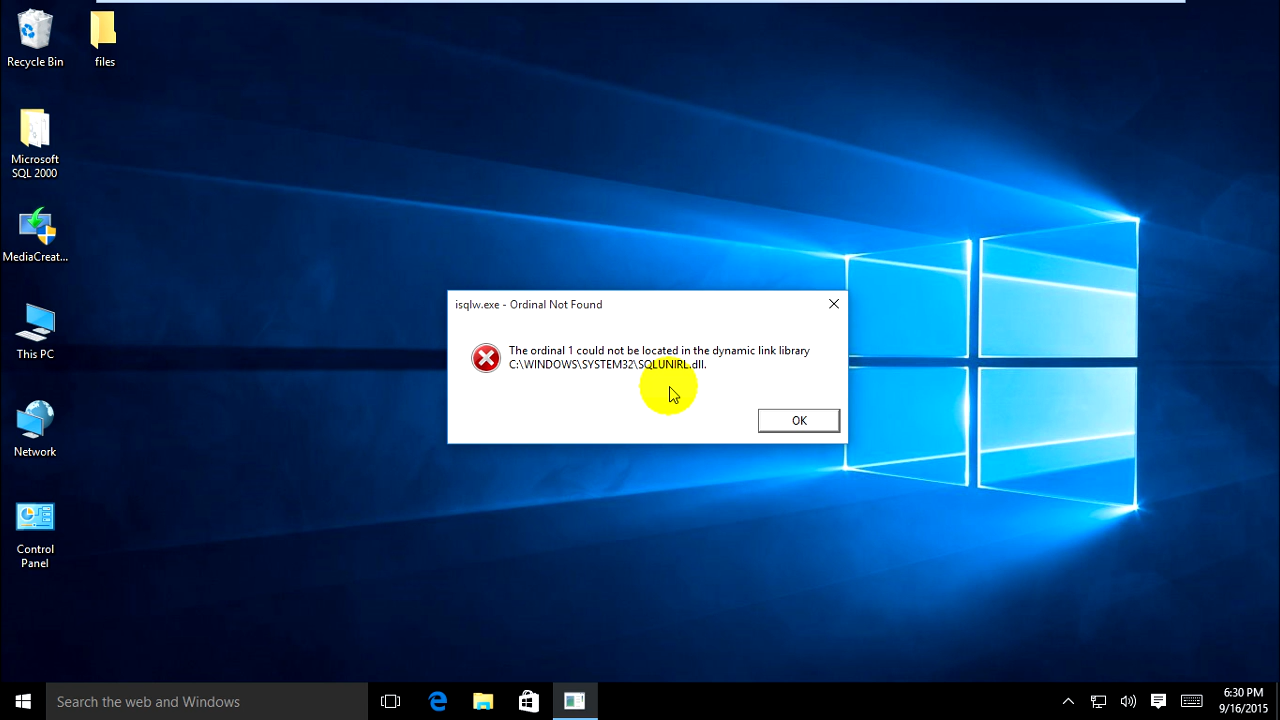 Recycle Bin
files
Microsoft
SQL 2000
MediaCreat...
This PC
Network
Control
Panel
isqlw.exe - Ordinal Not Found
The ordinal 1 could not be located in the dynamic link library
C:\WINDOWS\SYSTEM32\SQLUNIRL.dll.
OK
Search the web and Windows
6:30 PM
9/16/2015